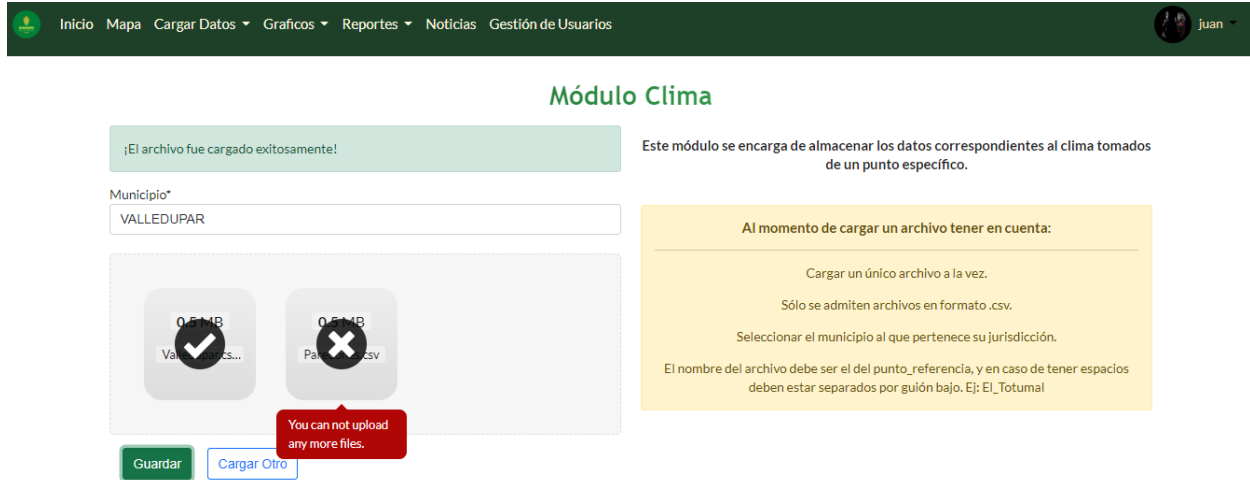 Inicio Mapa Cargar Datos Graficos Reportes Noticias Gestión de Usuarios juan
Módulo Clima
¡El archivo fue cargado exitosamente!
Municipio*
VALLEDUPAR
0.5 MB
0.5 MB
You can not upload
any more files.
Guardar
Cargar Otro
Este módulo se encarga de almacenar los datos correspondientes al clima tomados
de un punto específico.
Al momento de cargar un archivo tener en cuenta:
Cargar un único archivo a la vez.
Sólo se admiten archivos en formato .csv.
Seleccionar el municipio al que pertenece su jurisdicción.
El nombre del archivo debe ser el del punto_referencia, y en caso de tener espacios
deben estar separados por guión bajo. Ej: El_Totumal